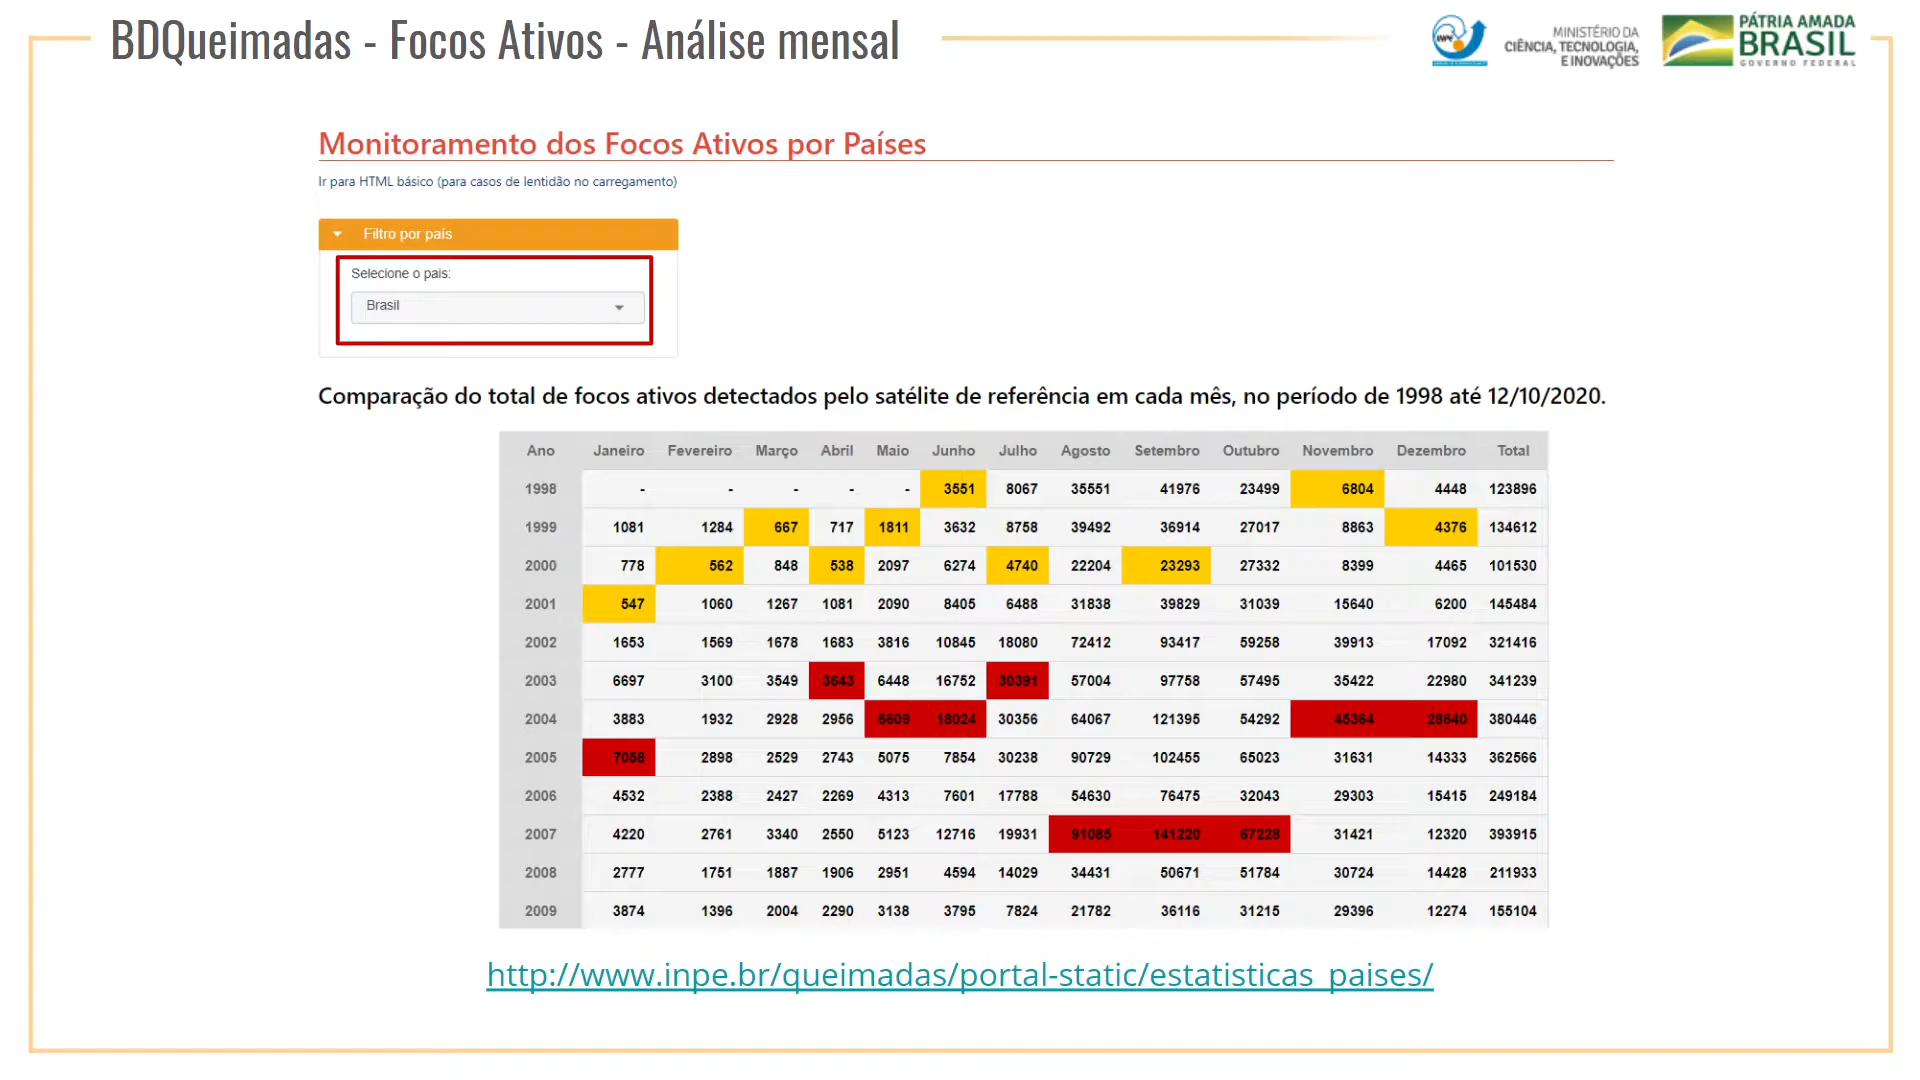 BDQueimadas - Focos Ativos - Análise mensal
INPE
MINISTÉRIO DA
CIÊNCIA, TECNOLOGIA,
E INOVAÇÕES
PÁTRIA AMADA
BRASIL
GOVERNO FEDERAL
Monitoramento dos Focos Ativos por Países
Ir para HTML básico (para casos de lentidão no carregamento)
Filtro por país
Selecione o pais:
Brasil
Comparação do total de focos ativos detectados pelo satélite de referência em cada mês, no período de 1998 até 12/10/2020.
Ano Janeiro Fevereiro Março Abril Maio Junho Julho Agosto Setembro Outubro Novembro Dezembro Total
1998 - - - - - 3551 8067 35551 41976 23499 6804 4448 123896
1999 1081 1284 667 717 1811 3632 8758 39492 36914 27017 8863 4376 134612
2000 778 562 848 538 2097 6274 4740 22204 23293 27332 8399 4465 101530
2001 547 1060 1267 1081 2090 8405 6488 31838 39829 31039 15640 6200 145484
2002 1653 1569 1678 1683 3816 10845 18080 72412 93417 59258 39913 17092 321416
2003 6697 3100 3549 3643 6448 16752 30391 57004 97758 57495 35422 22980 341239
2004 3883 1932 2928 2956 6609 18024 30356 64067 121395 54292 45364 28640 380446
2005 7058 2898 2529 2743 5075 7854 30238 90729 102455 65023 31631 14333 362566
2006 4532 2388 2427 2269 4313 7601 17788 54630 76475 32043 29303 15415 249184
2007 4220 2761 3340 2550 5123 12716 19931 91085 141220 67228 31421 12320 393915
2008 2777 1751 1887 1906 2951 4594 14029 34431 50671 51784 30724 14428 211933
2009 3874 1396 2004 2290 3138 3795 7824 21782 36116 31215 29396 12274 155104
http://www.inpe.br/queimadas/portal-static/estatisticas_paises/